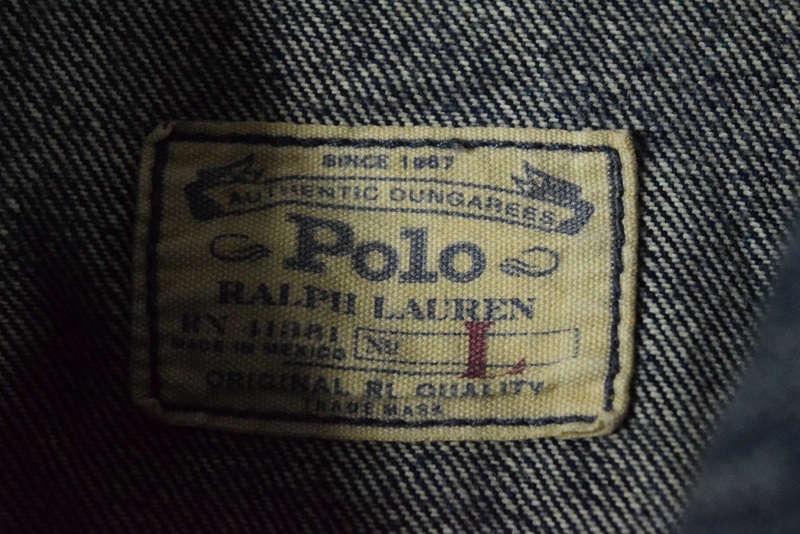 SINCE 1967
AUTHENTIC DUNGAREES
Polo
RALPH LAUREN
RN 41381
MADE IN MEXICO
No L
ORIGINAL RL QUALITY
TRADE MARK